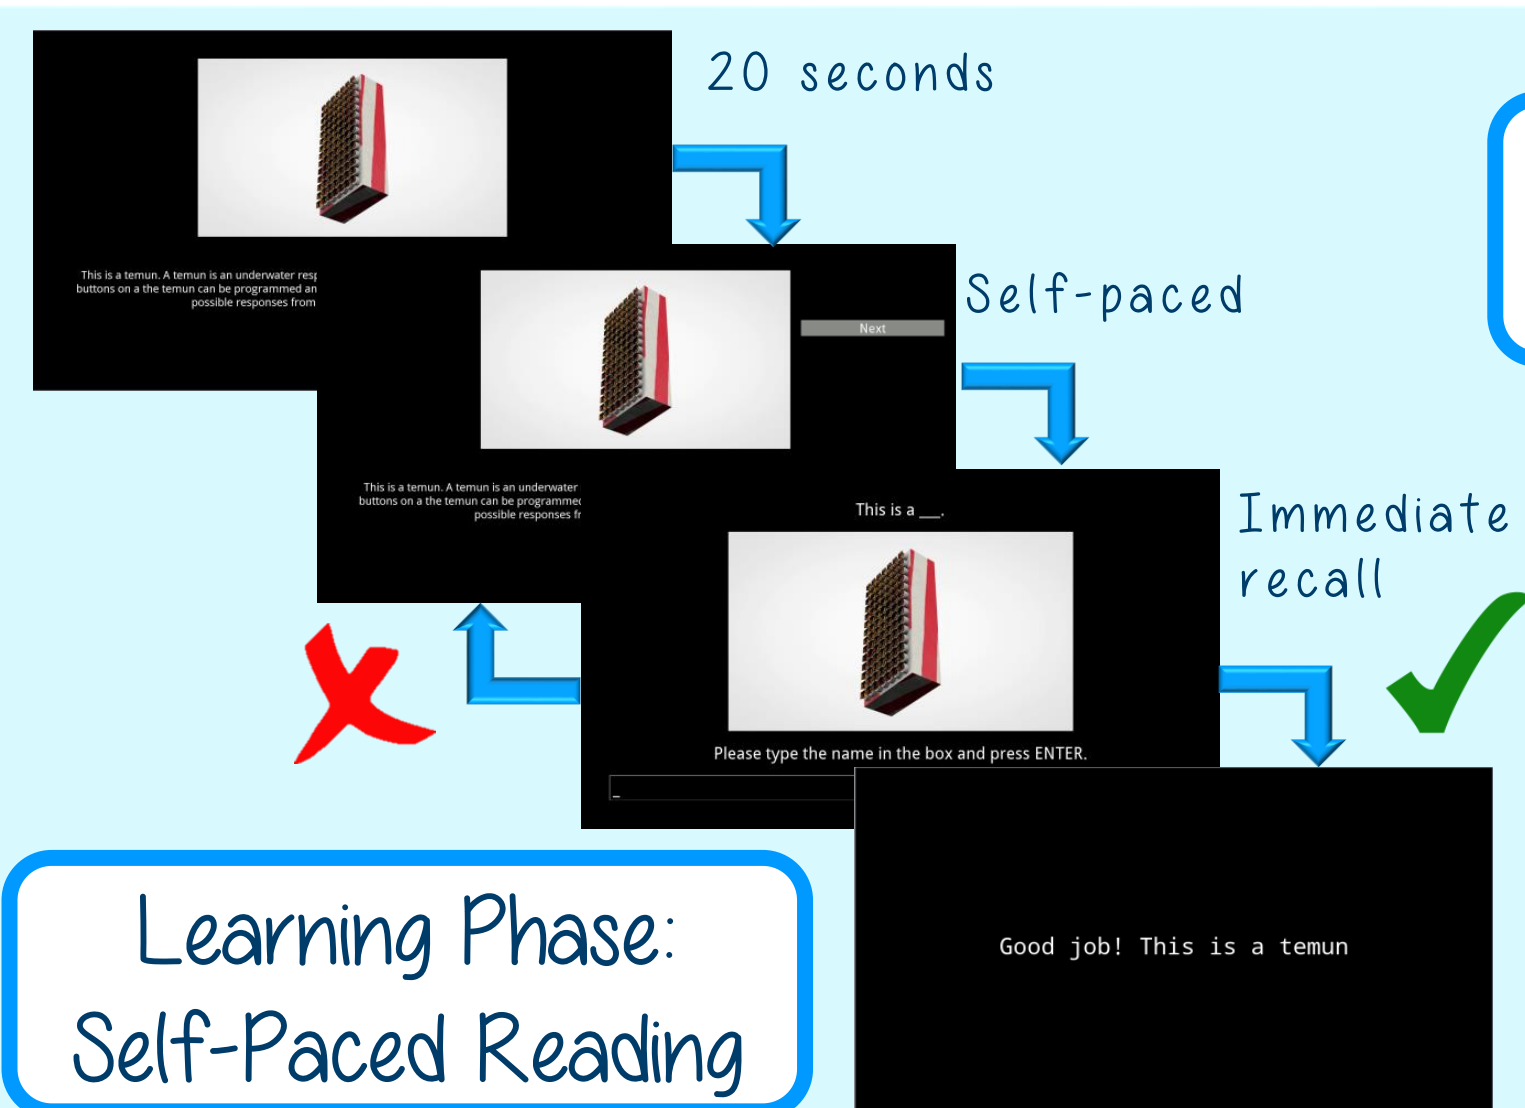 20 seconds
This is a temun. A temun is an underwater
buttons on a the temun can be programmed
possible responses from
Self-paced
Next
This is a temun. A temun is an underwater
buttons on a the temun can be programmed
possible responses
Immediate
recall
This is a ___.
Please type the name in the box and press ENTER.
_
Good job! This is a temun
Learning Phase:
Self-Paced Reading